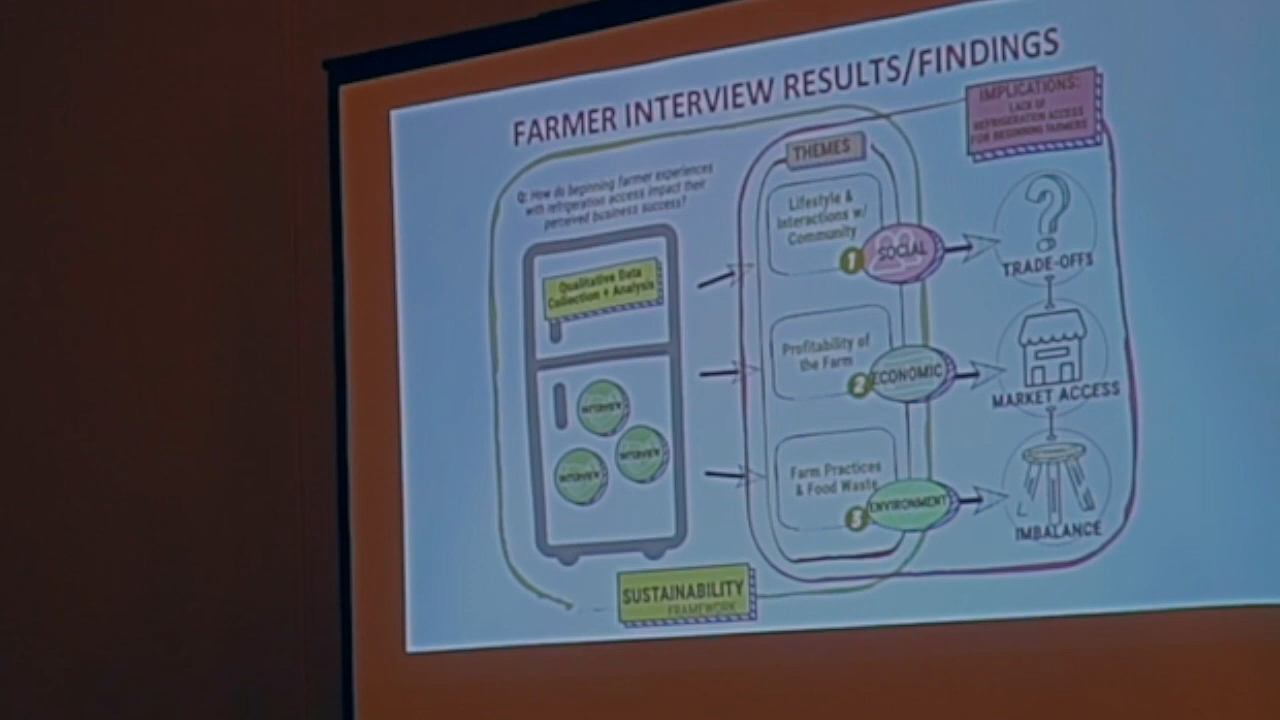 FARMER INTERVIEW RESULTS/FINDINGS
IMPLICATIONS:
LACK OF
REFRIGERATION ACCESS
FOR BEGINNING FARMERS
Q: How do beginning farmer experiences
with refrigeration access impact their
perceived business success?
Qualitative Data
Collection + Analysis
INTERVIEW
INTERVIEW
INTERVIEW
THEMES
Lifestyle &
Interactions w/
Community
1 SOCIAL
Profitability of
the Farm
2 ECONOMIC
Farm Practices
& Food Waste
3 ENVIRONMENT
TRADE-OFFS
MARKET ACCESS
IMBALANCE
SUSTAINABILITY
FRAMEWORK